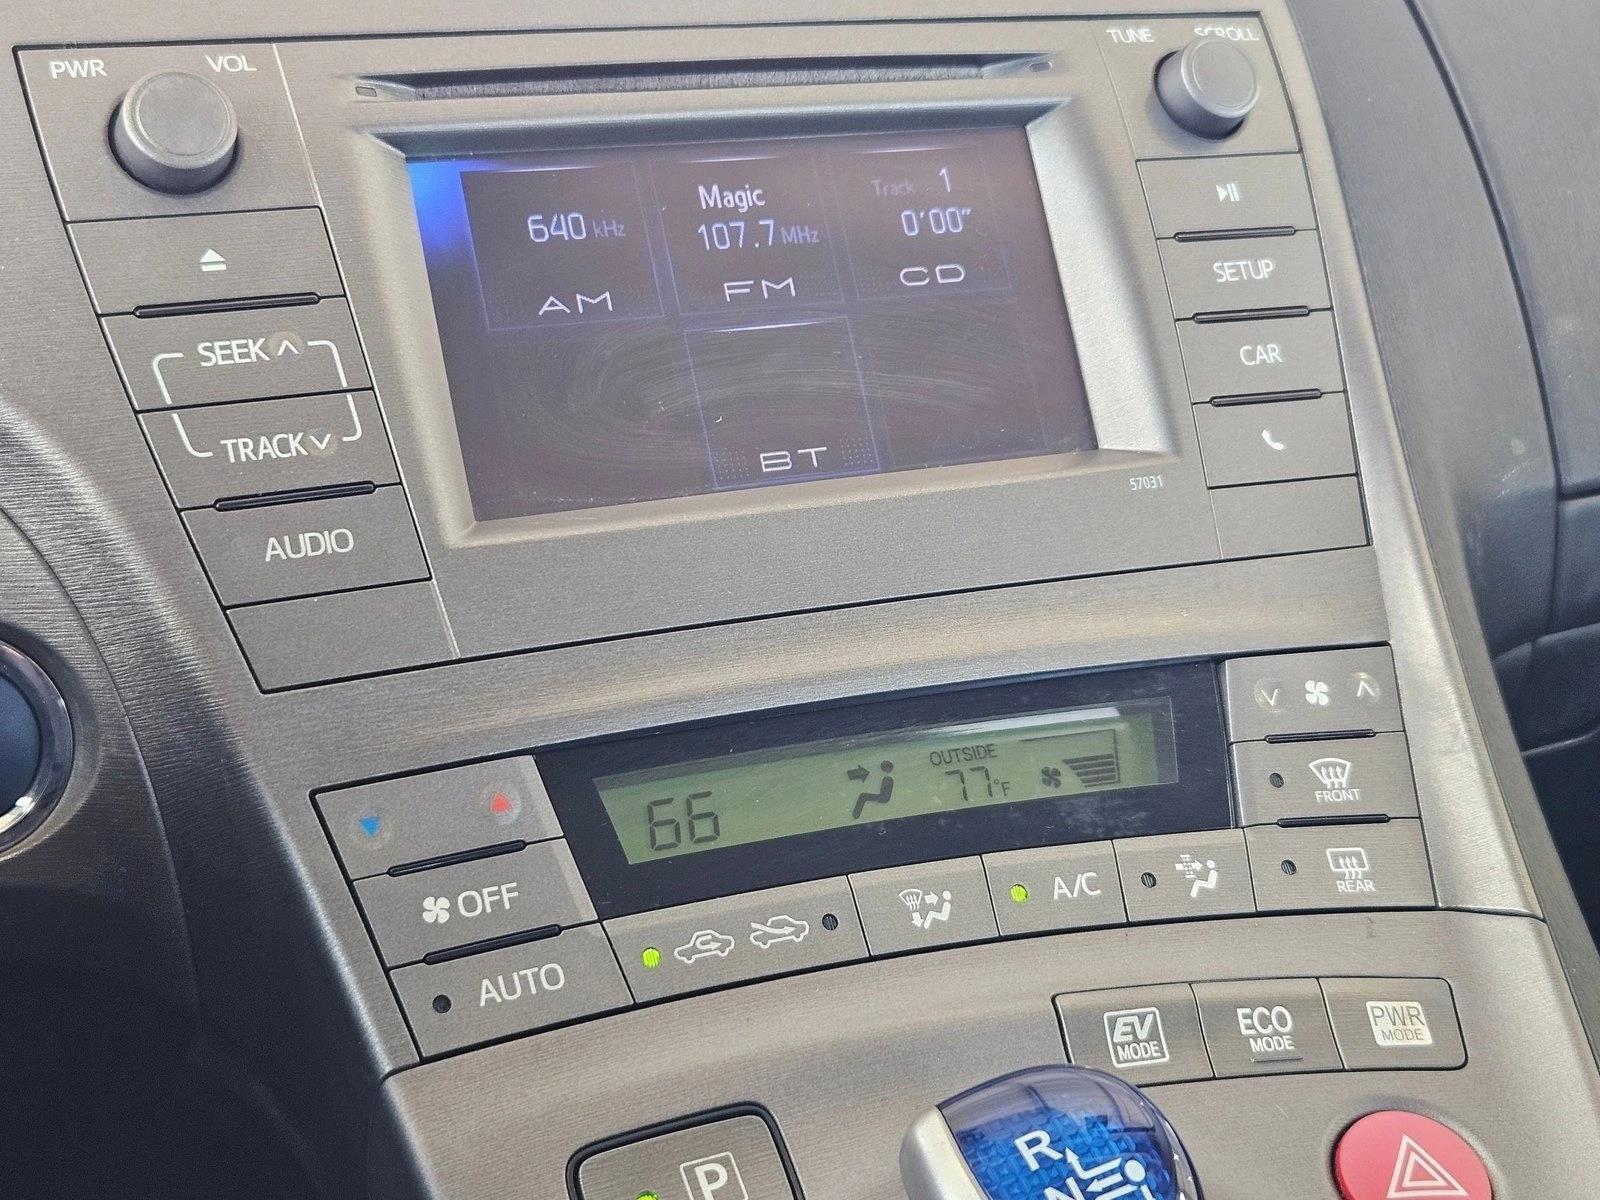 PWR VOL
TUNE SCROLL
640 kHz
AM
Magic
107.7 MHz
FM
Track 1
0'00"
CD
BT
57031
SEEK
TRACK
AUDIO
SETUP
CAR
66
OUTSIDE
77°F
OFF
AUTO
A/C
FRONT
REAR
EV
MODE
ECO
MODE
PWR
MODE
P
R
N